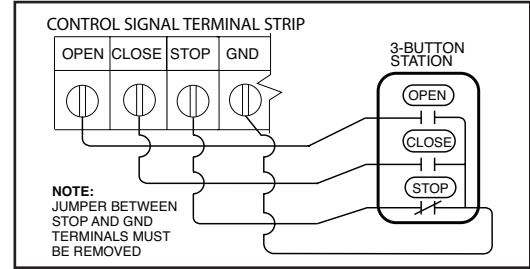 CONTROL SIGNAL TERMINAL STRIP
OPEN CLOSE STOP GND
3-BUTTON
STATION
OPEN
CLOSE
STOP
NOTE:
JUMPER BETWEEN
STOP AND GND
TERMINALS MUST
BE REMOVED